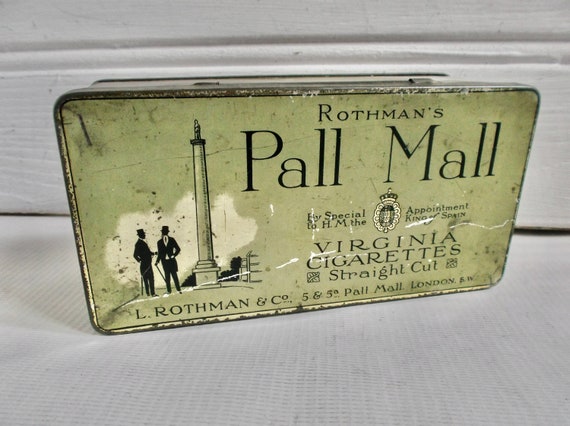 ROTHMAN'S
Pall Mall
By Special Appointment
to H.M. the KING OF SPAIN
VIRGINIA
CIGARETTES
Straight Cut
L. ROTHMAN & Co., 5 & 5a Pall Mall. LONDON. S.W.